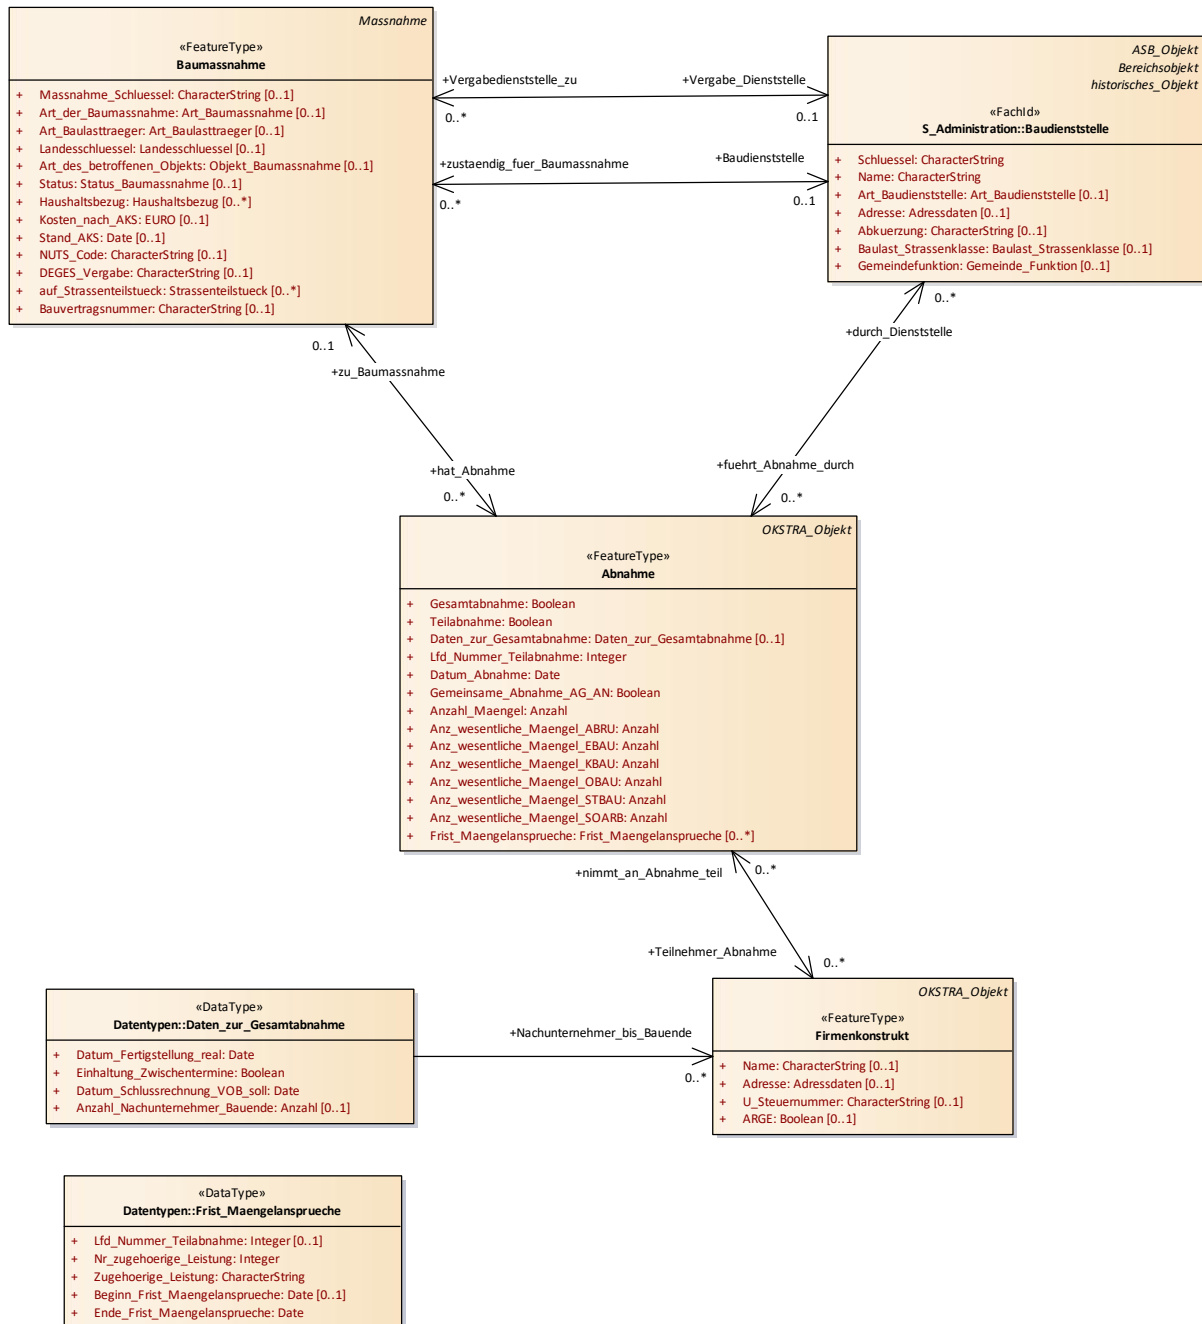 Massnahme
«FeatureType»
Baumassnahme
+ Massnahme_Schluessel: CharacterString [0..1]
+ Art_der_Baumassnahme: Art_Baumassnahme [0..1]
+ Art_Baulasttraeger: Art_Baulasttraeger [0..1]
+ Landesschluessel: Landesschluessel [0..1]
+ Art_des_betroffenen_Objekts: Objekt_Baumassnahme [0..1]
+ Status: Status_Baumassnahme [0..1]
+ Haushaltsbezug: Haushaltsbezug [0..*]
+ Kosten_nach_AKS: EURO [0..1]
+ Stand_AKS: Date [0..1]
+ NUTS_Code: CharacterString [0..1]
+ DEGES_Vergabe: CharacterString [0..1]
+ auf_Strassenteilstueck: Strassenteilstueck [0..*]
+ Bauvertragsnummer: CharacterString [0..1]
+Vergabedienststelle_zu
+Vergabe_Dienststelle
0..*
0..1
+zustaendig_fuer_Baumassnahme
+Baudienststelle
0..*
0..1
ASB_Objekt
Bereichsobjekt
historisches_Objekt
«FachId»
S_Administration::Baudienststelle
+ Schluessel: CharacterString
+ Name: CharacterString
+ Art_Baudienststelle: Art_Baudienststelle [0..1]
+ Adresse: Adressdaten [0..1]
+ Abkuerzung: CharacterString [0..1]
+ Baulast_Strassenklasse: Baulast_Strassenklasse [0..1]
+ Gemeindefunktion: Gemeinde_Funktion [0..1]
0..1
+zu_Baumassnahme
+hat_Abnahme
0..*
0..*
+durch_Dienststelle
+fuehrt_Abnahme_durch
0..*
OKSTRA_Objekt
«FeatureType»
Abnahme
+ Gesamtabnahme: Boolean
+ Teilabnahme: Boolean
+ Daten_zur_Gesamtabnahme: Daten_zur_Gesamtabnahme [0..1]
+ Lfd_Nummer_Teilabnahme: Integer
+ Datum_Abnahme: Date
+ Gemeinsame_Abnahme_AG_AN: Boolean
+ Anzahl_Maengel: Anzahl
+ Anz_wesentliche_Maengel_ABRU: Anzahl
+ Anz_wesentliche_Maengel_EBAU: Anzahl
+ Anz_wesentliche_Maengel_KBAU: Anzahl
+ Anz_wesentliche_Maengel_OBAU: Anzahl
+ Anz_wesentliche_Maengel_STBAU: Anzahl
+ Anz_wesentliche_Maengel_SOARB: Anzahl
+ Frist_Maengelansprueche: Frist_Maengelansprueche [0..*]
+nimmt_an_Abnahme_teil
0..*
+Teilnehmer_Abnahme
0..*
«DataType»
Datentypen::Daten_zur_Gesamtabnahme
+ Datum_Fertigstellung_real: Date
+ Einhaltung_Zwischentermine: Boolean
+ Datum_Schlussrechnung_VOB_soll: Date
+ Anzahl_Nachunternehmer_Bauende: Anzahl [0..1]
+Nachunternehmer_bis_Bauende
0..*
OKSTRA_Objekt
«FeatureType»
Firmenkonstrukt
+ Name: CharacterString [0..1]
+ Adresse: Adressdaten [0..1]
+ U_Steuernummer: CharacterString [0..1]
+ ARGE: Boolean [0..1]
«DataType»
Datentypen::Frist_Maengelansprueche
+ Lfd_Nummer_Teilabnahme: Integer [0..1]
+ Nr_zugehoerige_Leistung: Integer
+ Zugehoerige_Leistung: CharacterString
+ Beginn_Frist_Maengelansprueche: Date [0..1]
+ Ende_Frist_Maengelansprueche: Date